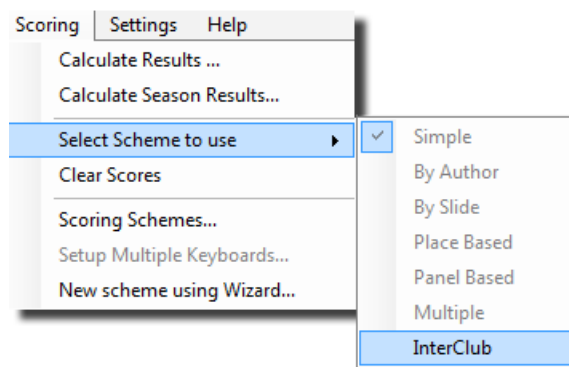 Scoring Settings Help
Calculate Results ...
Calculate Season Results...
Select Scheme to use
Clear Scores
Scoring Schemes...
Setup Multiple Keyboards...
New scheme using Wizard...
Simple
By Author
By Slide
Place Based
Panel Based
Multiple
InterClub